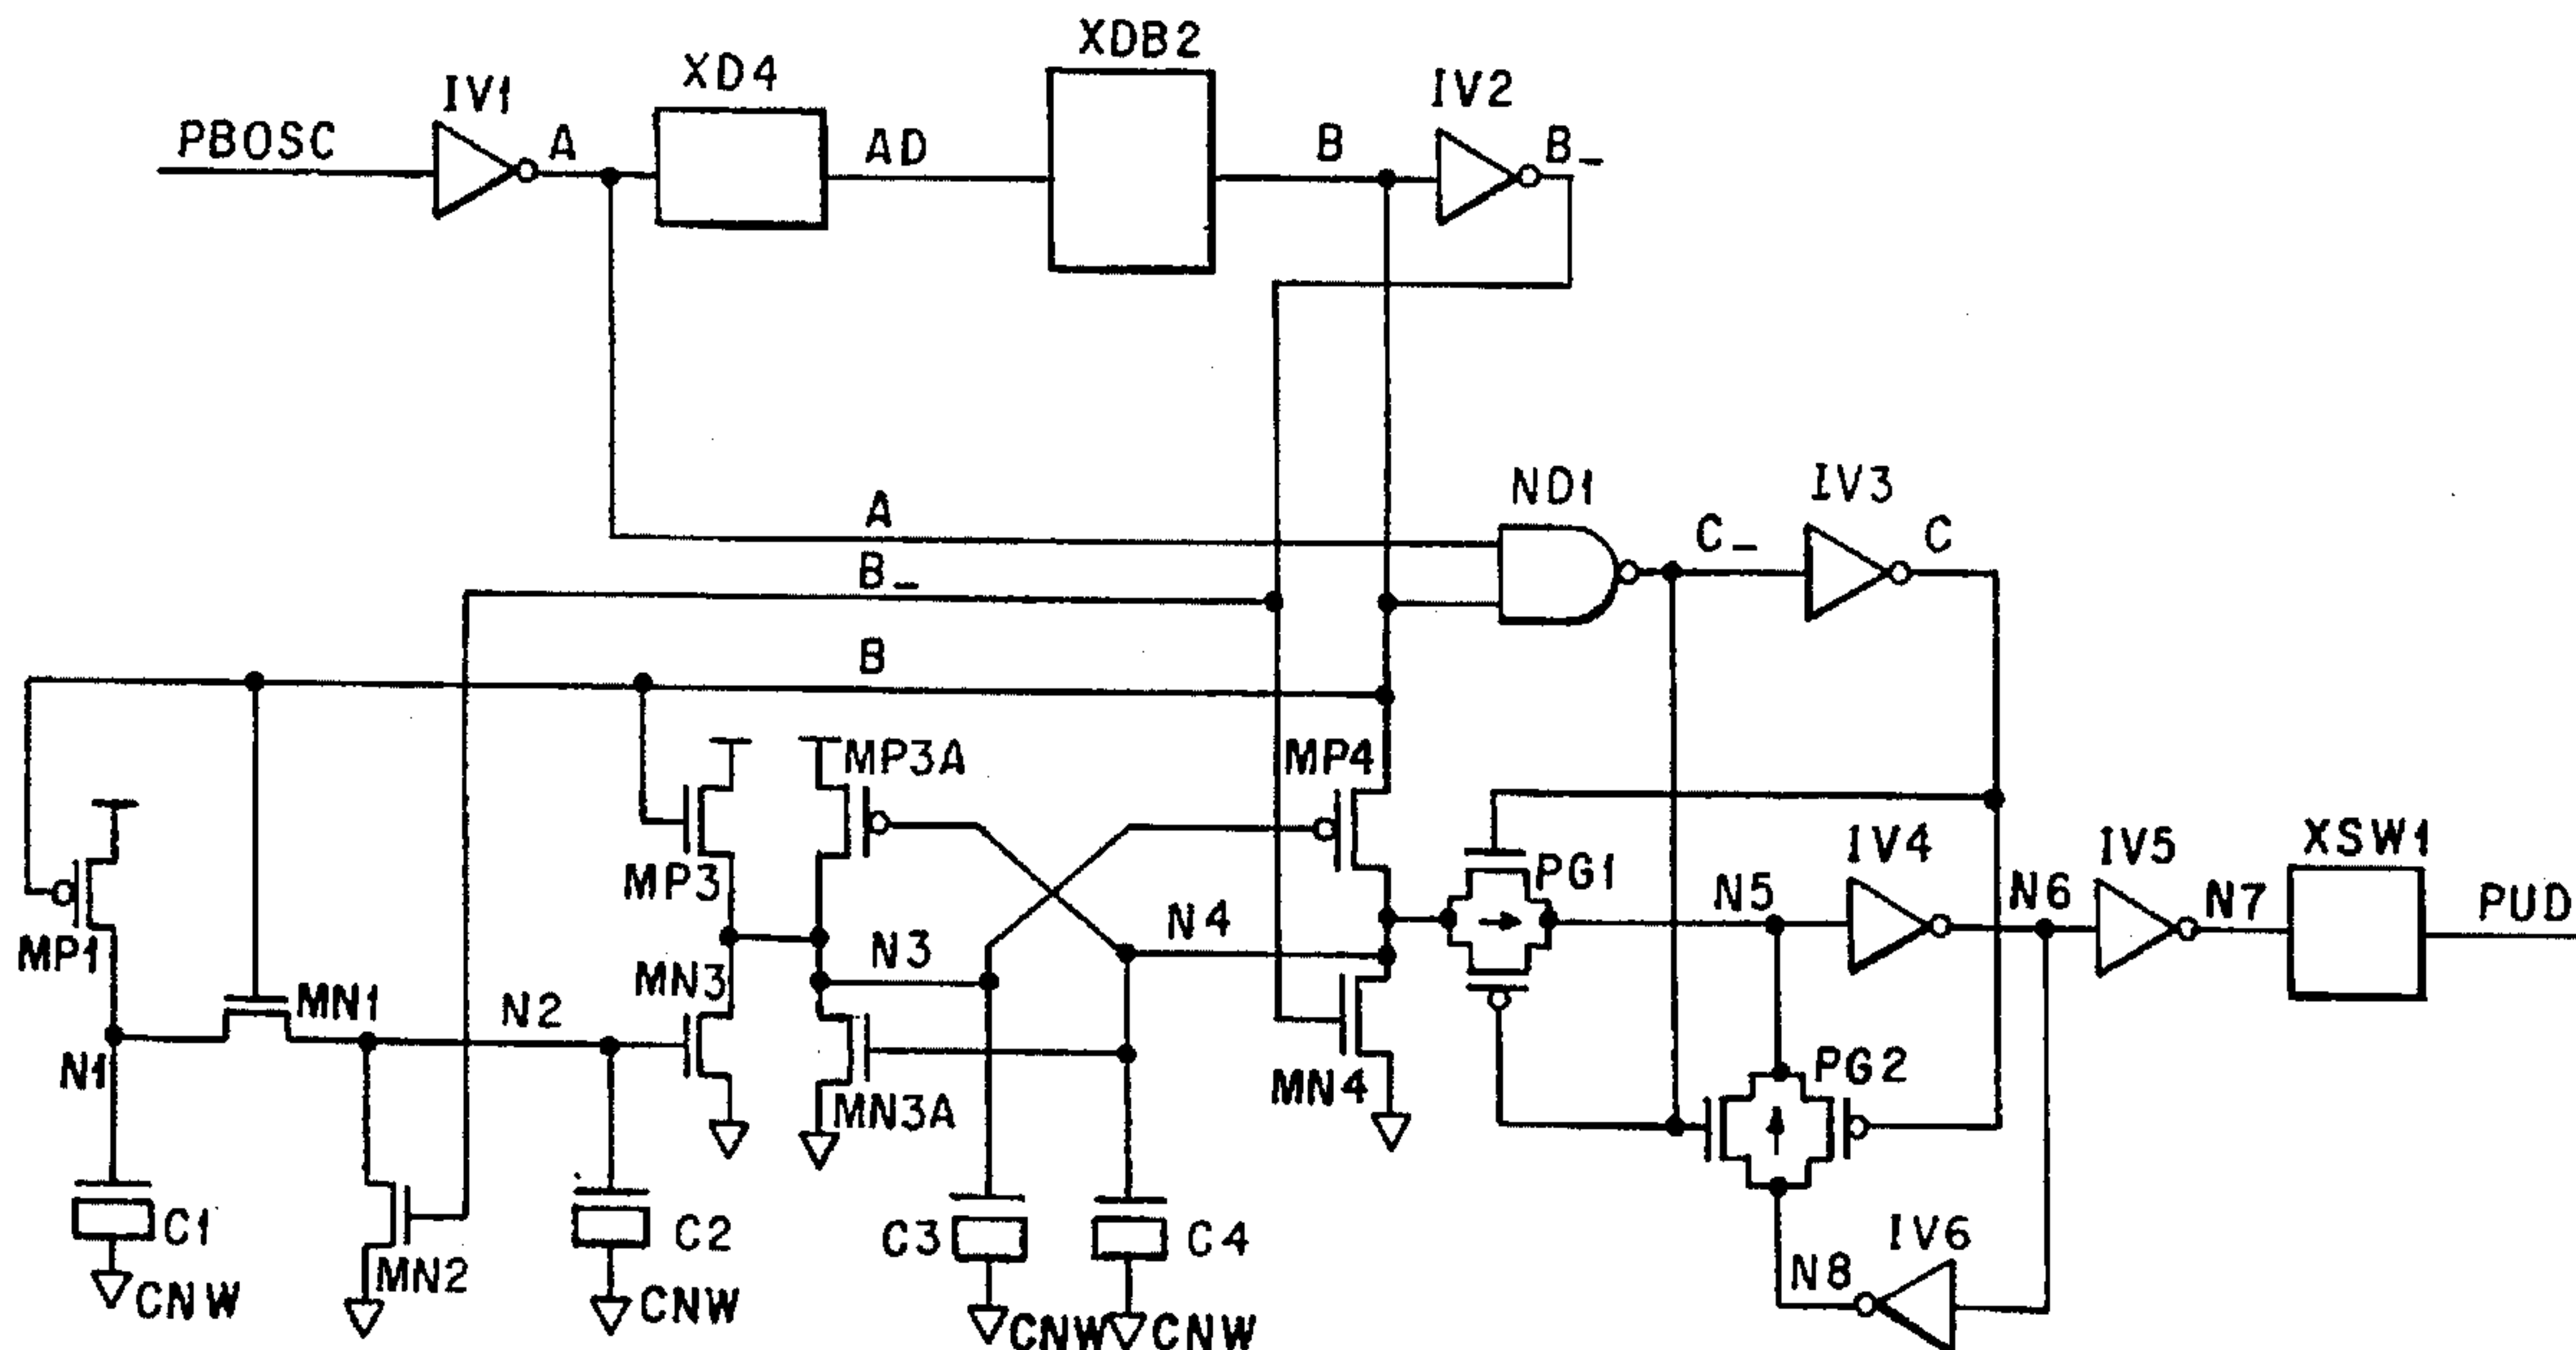 XDB2
XD4
IV1
IV2
PBOSC
A
AD
B
B_
ND1
IV3
A
C_
C
B_
B
MP3A
MP4
XSW1
IV4
IV5
PG1
MP3
N5
N6
N7
PUD
MP1
N3
N4
MN3
MN1
N2
N1
PG2
MN4
MN3A
C1
C2
C3
C4
IV6
MN2
N8
CNW
CNW
CNW
CNW